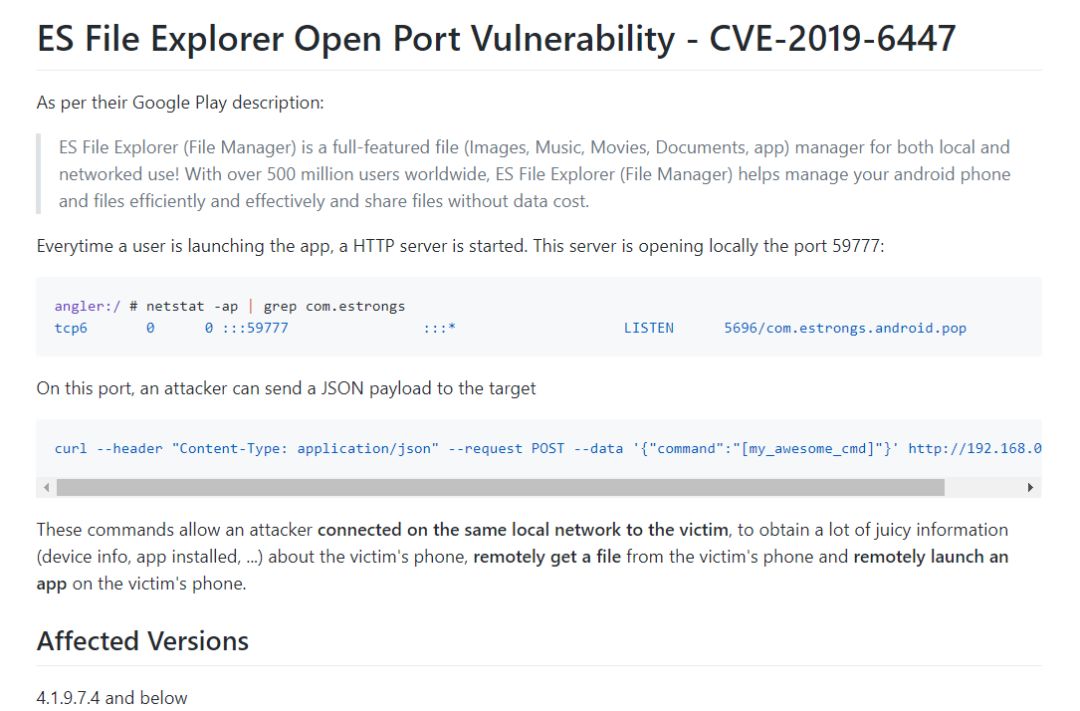 ES File Explorer Open Port Vulnerability - CVE-2019-6447
As per their Google Play description:
ES File Explorer (File Manager) is a full-featured file (Images, Music, Movies, Documents, app) manager for both local and
networked use! With over 500 million users worldwide, ES File Explorer (File Manager) helps manage your android phone
and files efficiently and effectively and share files without data cost.
Everytime a user is launching the app, a HTTP server is started. This server is opening locally the port 59777:
angler:/ # netstat -ap | grep com.estrongs
tcp6 0 0 :::59777 :::* LISTEN 5696/com.estrongs.android.pop
On this port, an attacker can send a JSON payload to the target
curl --header "Content-Type: application/json" --request POST --data '{"command":"[my_awesome_cmd]"}' http://192.168.0
These commands allow an attacker connected on the same local network to the victim, to obtain a lot of juicy information
(device info, app installed, ...) about the victim's phone, remotely get a file from the victim's phone and remotely launch an
app on the victim's phone.
Affected Versions
4.1.9.7.4 and below